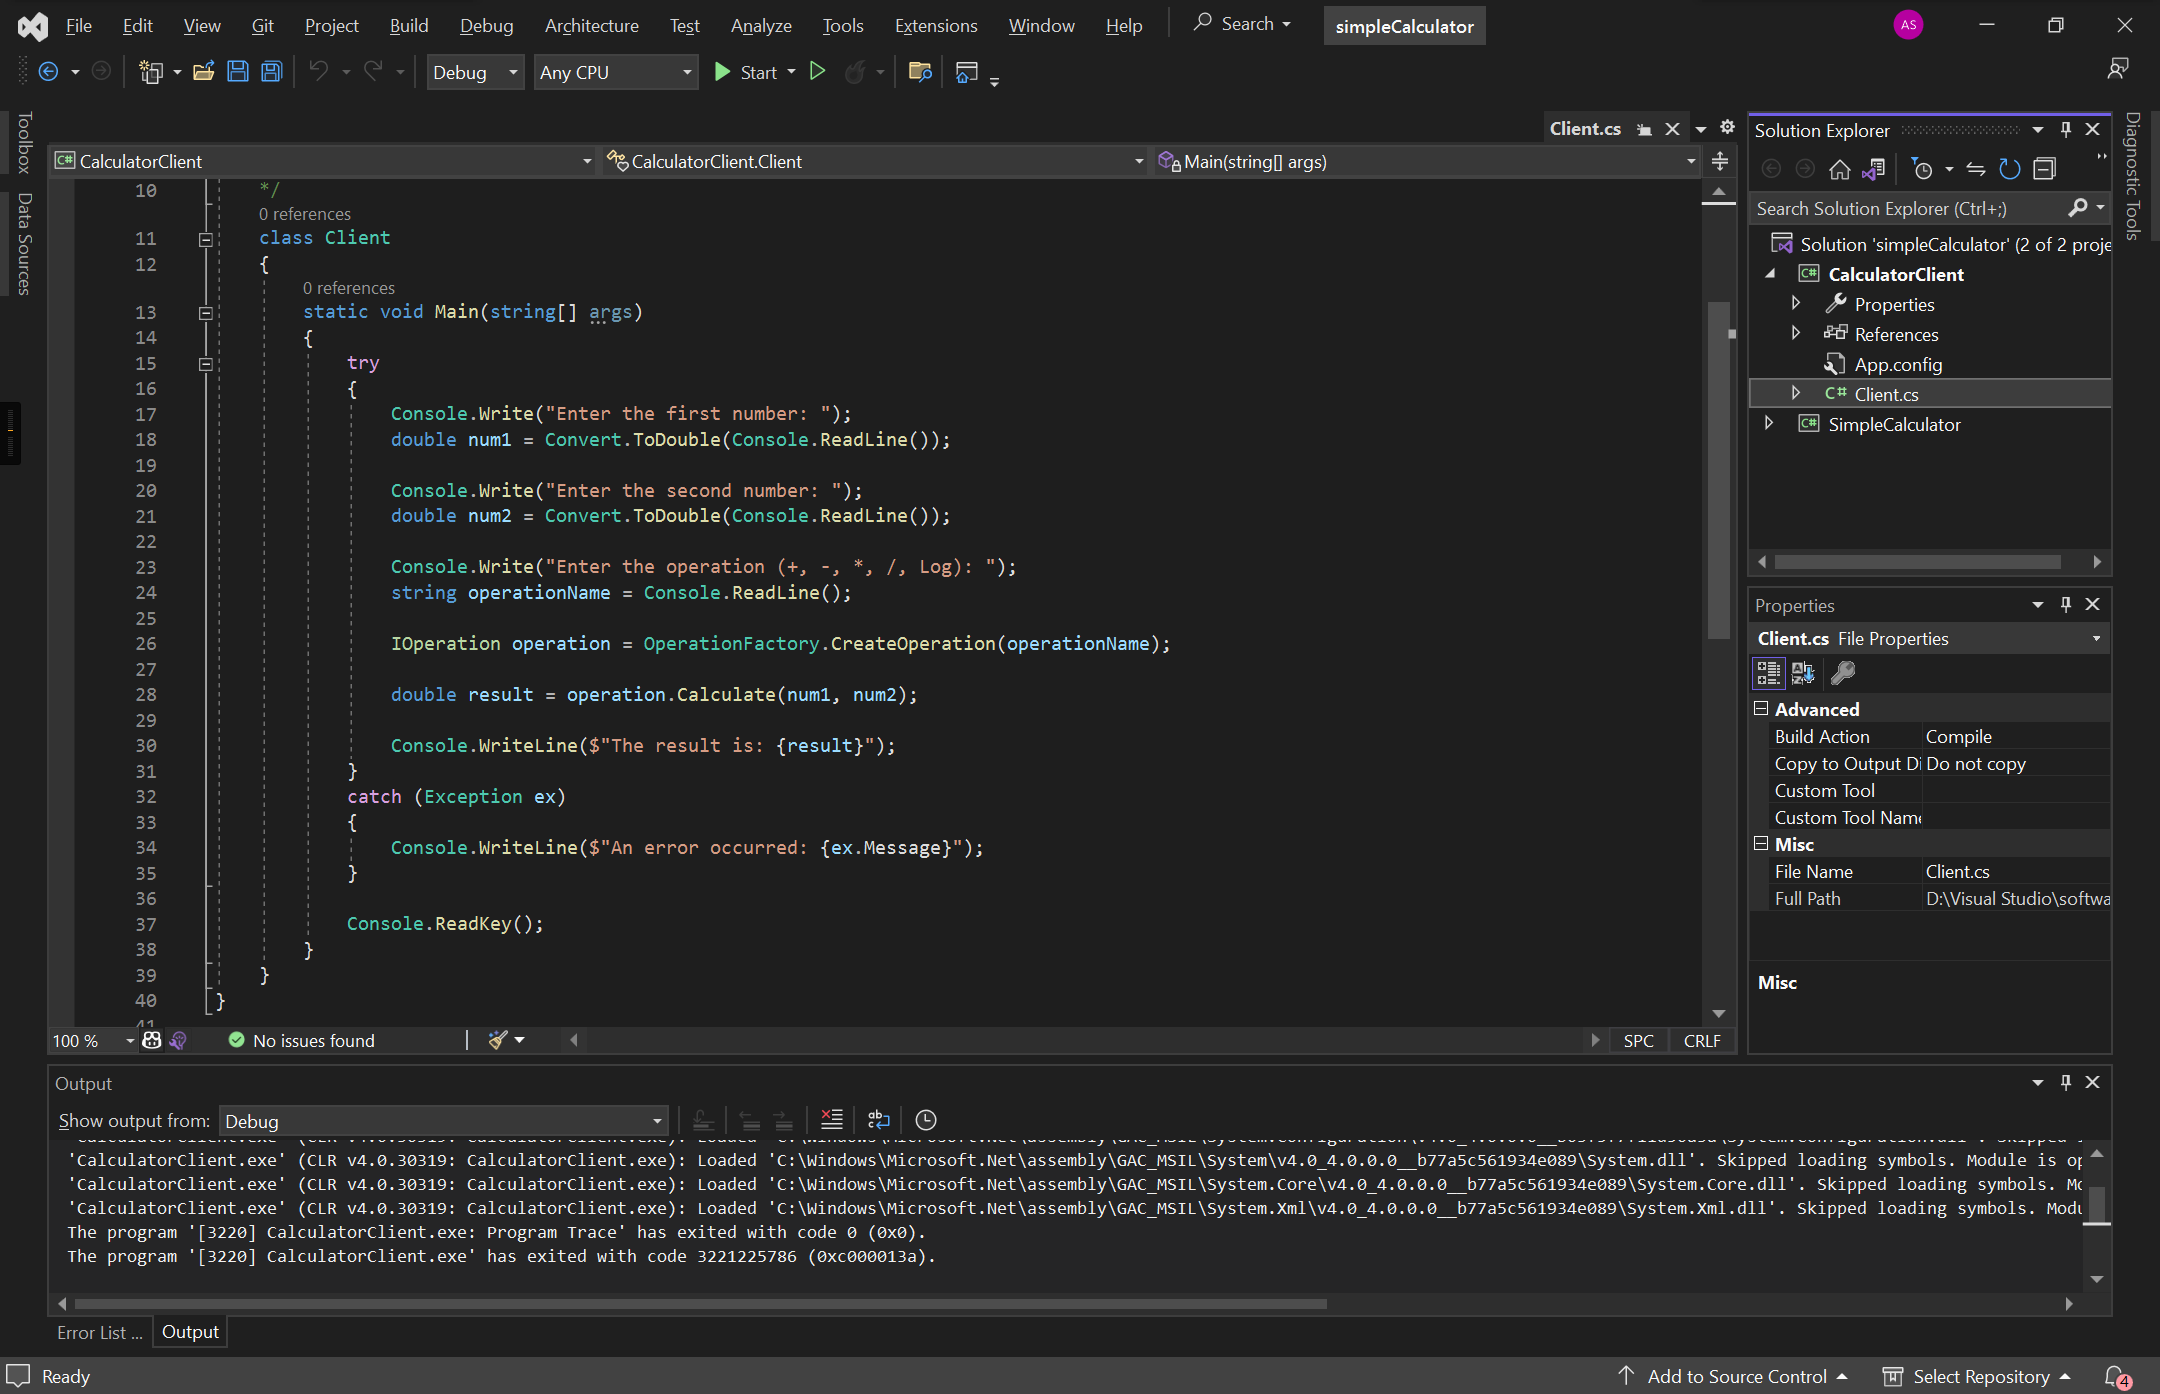 File Edit View Git Project Build Debug Architecture Test Analyze Tools Extensions Window Help Search simpleCalculator AS
Debug Any CPU Start
Toolbox
Data Sources
Client.cs
CalculatorClient CalculatorClient.Client Main(string[] args)
10 */
0 references
11 class Client
12 {
0 references
13 static void Main(string[] args)
14 {
15 try
16 {
17 Console.Write("Enter the first number: ");
18 double num1 = Convert.ToDouble(Console.ReadLine());
19
20 Console.Write("Enter the second number: ");
21 double num2 = Convert.ToDouble(Console.ReadLine());
22
23 Console.Write("Enter the operation (+, -, *, /, Log): ");
24 string operationName = Console.ReadLine();
25
26 IOperation operation = OperationFactory.CreateOperation(operationName);
27
28 double result = operation.Calculate(num1, num2);
29
30 Console.WriteLine($"The result is: {result}");
31 }
32 catch (Exception ex)
33 {
34 Console.WriteLine($"An error occurred: {ex.Message}");
35 }
36
37 Console.ReadKey();
38 }
39 }
40 }
41
100 % No issues found SPC CRLF
Solution Explorer
Search Solution Explorer (Ctrl+;)
Solution 'simpleCalculator' (2 of 2 proje
C# CalculatorClient
Properties
References
App.config
C# Client.cs
C# SimpleCalculator
Diagnostic Tools
Properties
Client.cs File Properties
Advanced
Build Action Compile
Copy to Output Di Do not copy
Custom Tool
Custom Tool Name
Misc
File Name Client.cs
Full Path D:\Visual Studio\softwa
Misc
Output
Show output from: Debug
'CalculatorClient.exe' (CLR v4.0.30319: CalculatorClient.exe): Loaded 'C:\Windows\Microsoft.Net\assembly\GAC_MSIL\System\v4.0_4.0.0.0__b77a5c561934e089\System.dll'. Skipped loading symbols. Module is op
'CalculatorClient.exe' (CLR v4.0.30319: CalculatorClient.exe): Loaded 'C:\Windows\Microsoft.Net\assembly\GAC_MSIL\System.Core\v4.0_4.0.0.0__b77a5c561934e089\System.Core.dll'. Skipped loading symbols. Mo
'CalculatorClient.exe' (CLR v4.0.30319: CalculatorClient.exe): Loaded 'C:\Windows\Microsoft.Net\assembly\GAC_MSIL\System.Xml\v4.0_4.0.0.0__b77a5c561934e089\System.Xml.dll'. Skipped loading symbols. Modu
The program '[3220] CalculatorClient.exe: Program Trace' has exited with code 0 (0x0).
The program '[3220] CalculatorClient.exe' has exited with code 3221225786 (0xc000013a).
Error List ... Output
Ready Add to Source Control Select Repository 4